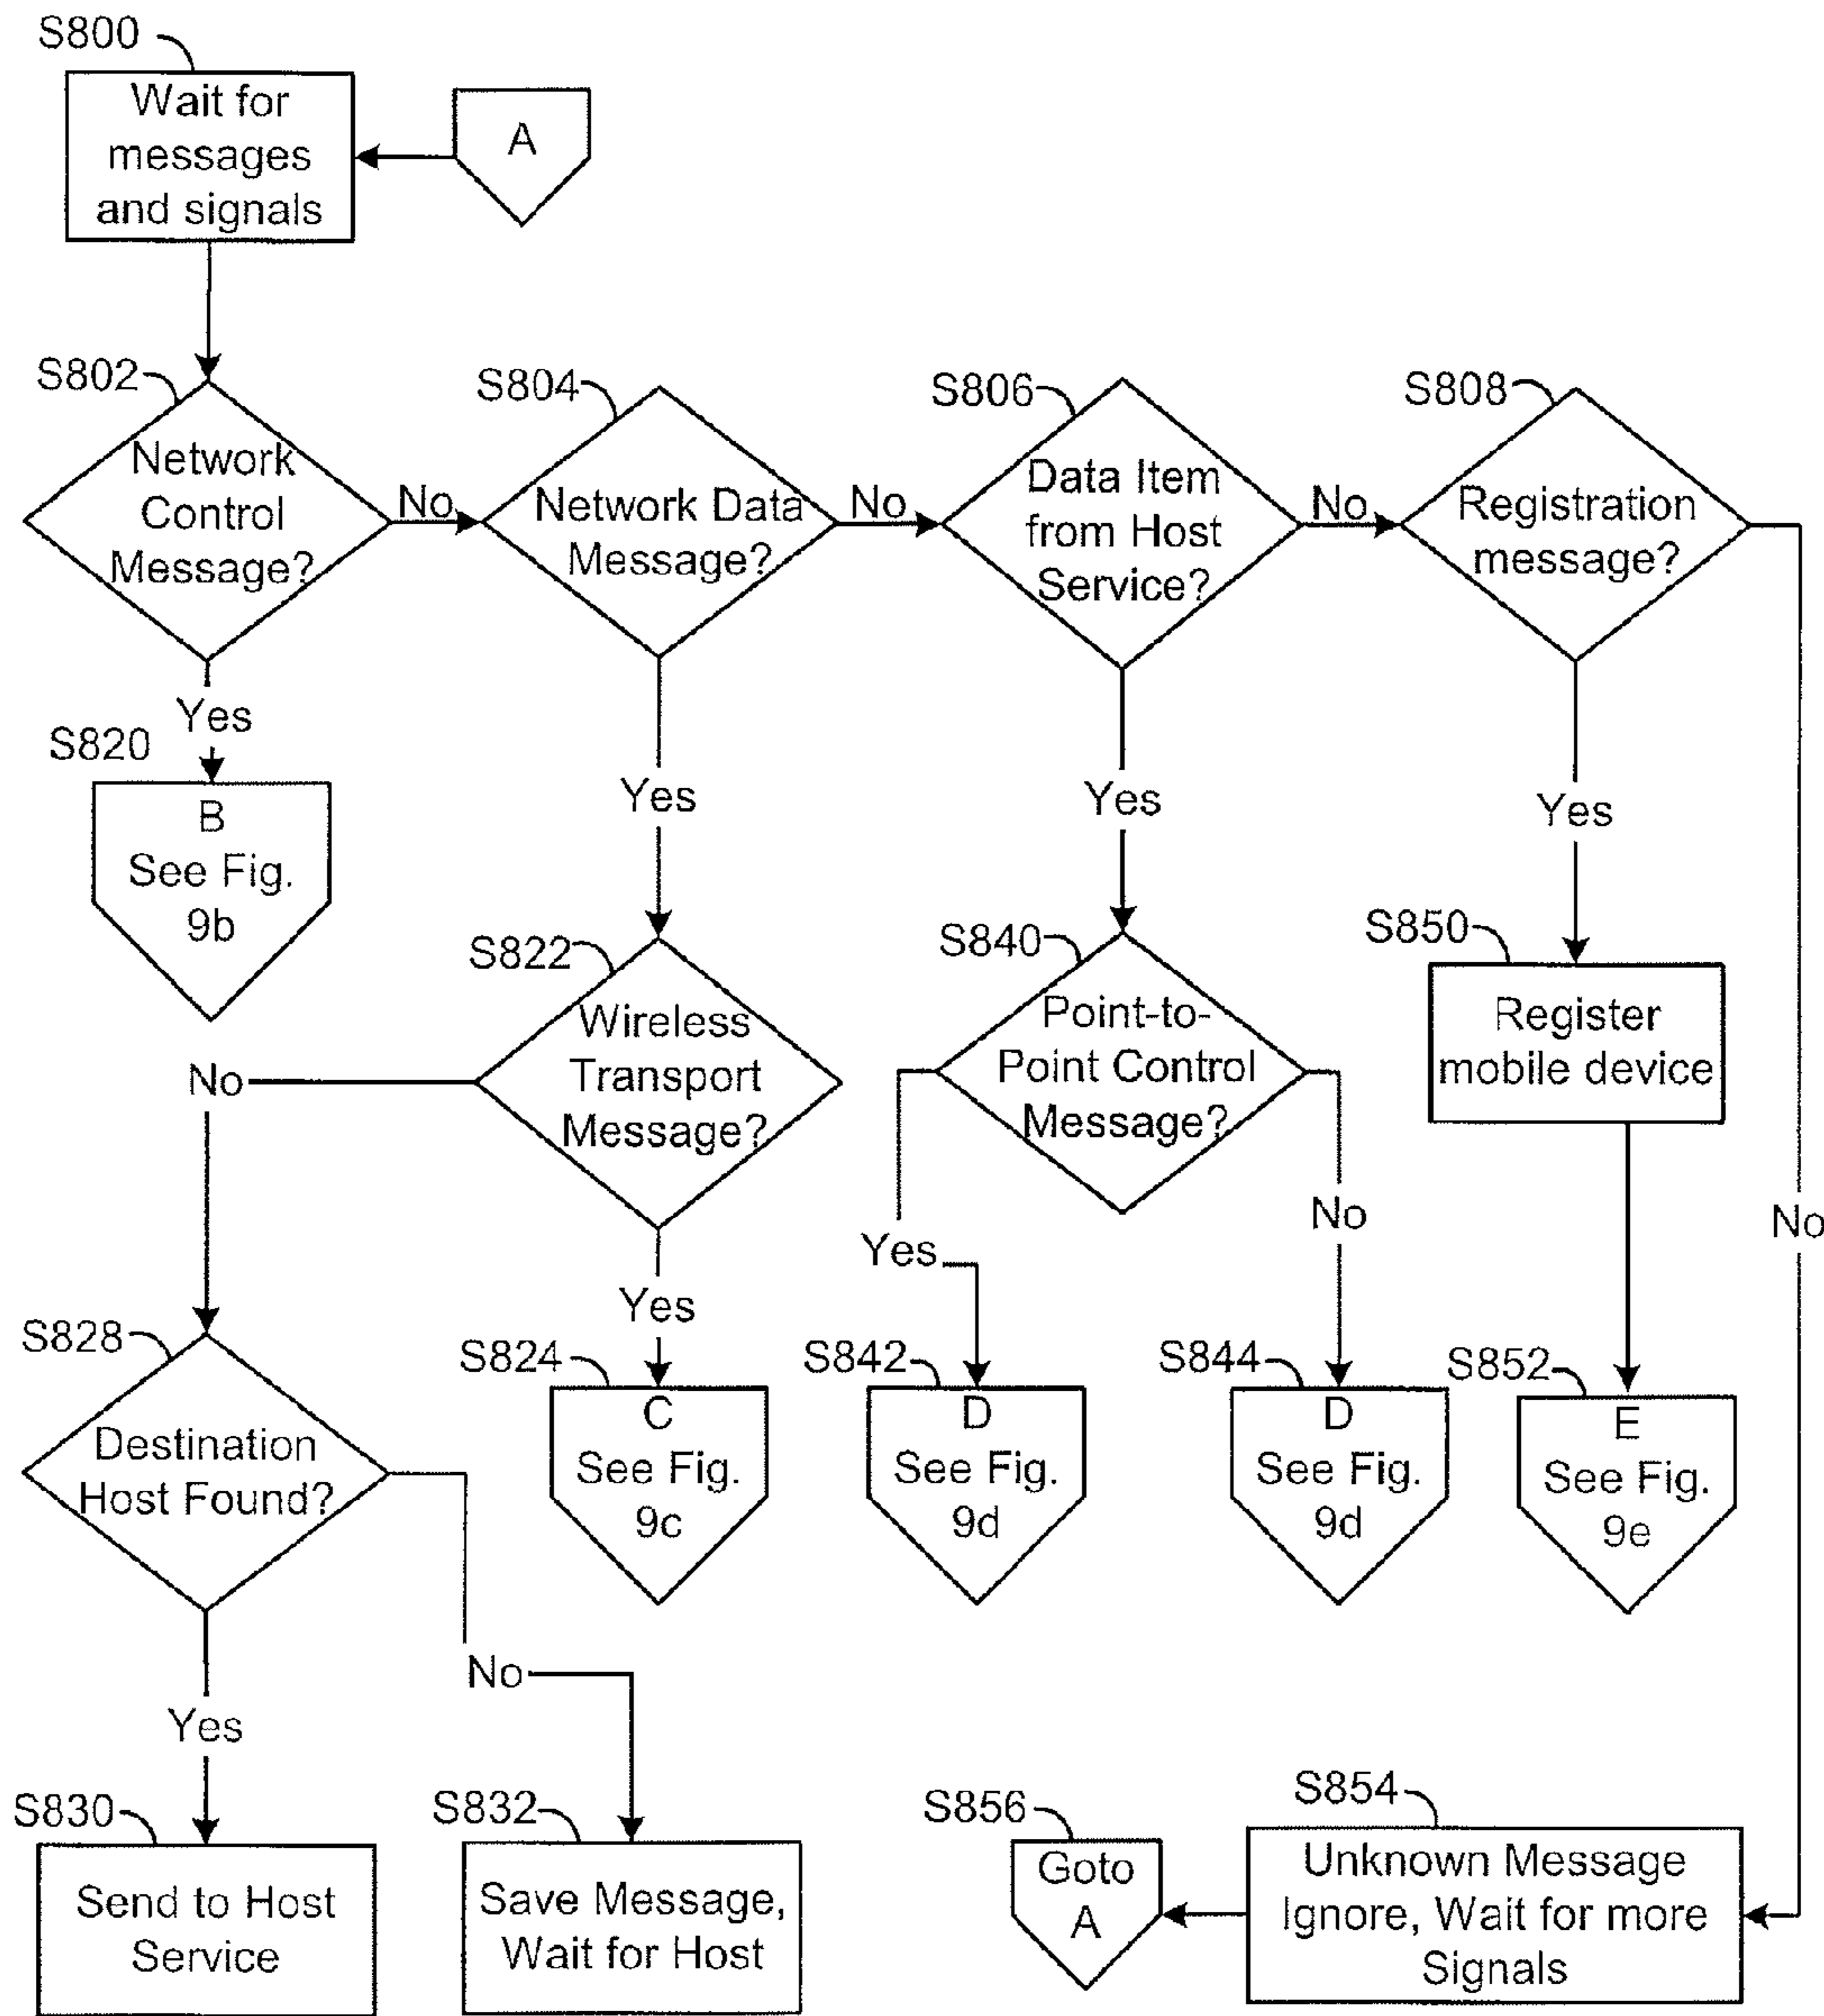 S800
Wait for
messages
and signals
A
S802
Network
Control
Message?
No
S804
Network Data
Message?
No
S806
Data Item
from Host
Service?
No
S808
Registration
message?
Yes
S820
B
See Fig.
9b
Yes
Yes
Yes
S822
Wireless
Transport
Message?
No
S840
Point-to-
Point Control
Message?
S850
Register
mobile device
No
Yes
No
Yes
S828
Destination
Host Found?
S824
C
See Fig.
9c
S842
D
See Fig.
9d
S844
D
See Fig.
9d
S852
E
See Fig.
9e
No
Yes
S830
Send to Host
Service
S832
Save Message,
Wait for Host
S856
Goto
A
S854
Unknown Message
Ignore, Wait for more
Signals